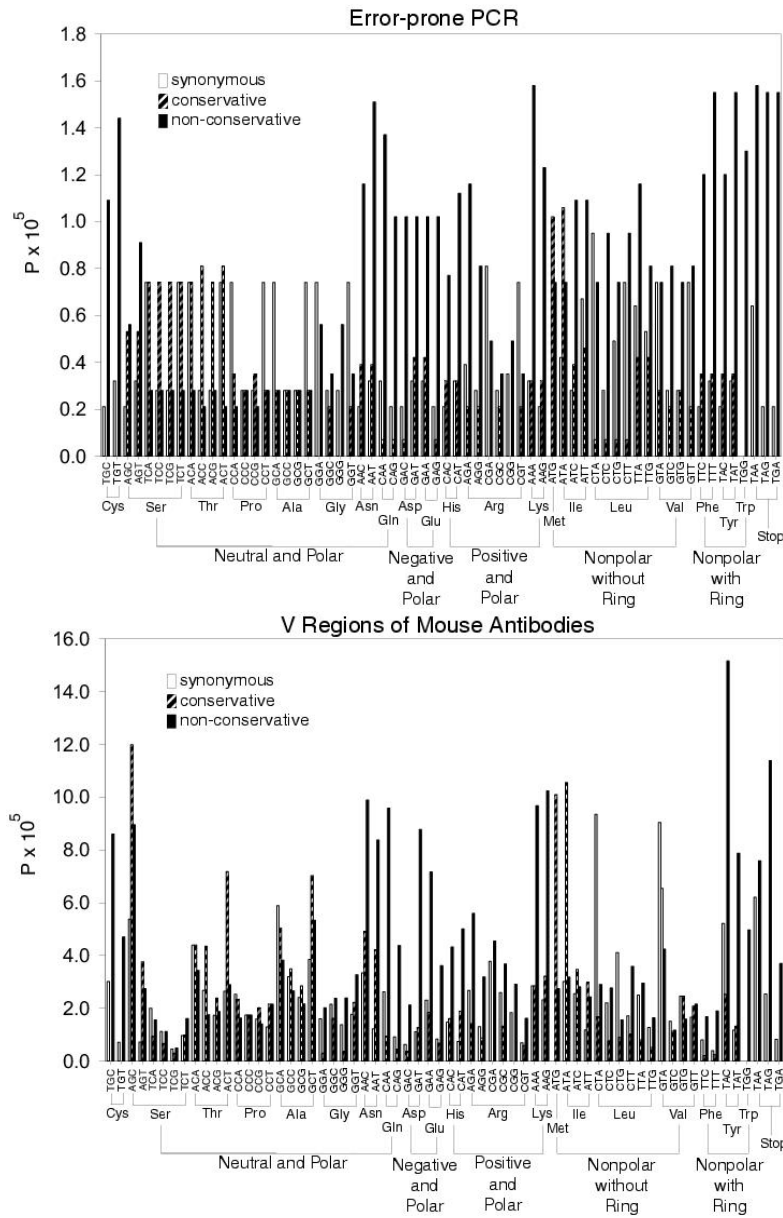 Error-prone PCR
1.8
1.6
1.4
1.2
1.0
0.8
0.6
0.4
0.2
0.0
P x 10^5
synonymous
conservative
non-conservative
TGC TGT AGC AGT TCA TCC TCG TCT ACA ACC ACG ACT CCA CCC CCG CCT GCA GCC GCG GCT GGA GGC GGG GGT AAC AAT CAA CAG GAC GAT GAA GAG CAC CAT AGA AGG CGA CGC CGG CGT AAA AAG ATG ATA ATC ATT CTA CTC CTG CTT TTA TTG GTA GTC GTG GTT TTC TTT TAC TAT TGG TAA TAG TGA
Cys Ser Thr Pro Ala Gly Asn Asp His Arg Lys Ile Leu Val Phe Trp
Gln Glu Met Tyr
Stop
Neutral and Polar
Negative
and
Polar
Positive
and
Polar
Nonpolar
without
Ring
Nonpolar
with
Ring
V Regions of Mouse Antibodies
16.0
14.0
12.0
10.0
8.0
6.0
4.0
2.0
0.0
P x 10^5
synonymous
conservative
non-conservative
TGC TGT AGC AGT TCA TCC TCG TCT ACA ACC ACG ACT CCA CCC CCG CCT GCA GCC GCG GCT GGA GGC GGG GGT AAC AAT CAA CAG GAC GAT GAA GAG CAC CAT AGA AGG CGA CGC CGG CGT AAA AAG ATG ATA ATC ATT CTA CTC CTG CTT TTA TTG GTA GTC GTG GTT TTC TTT TAC TAT TGG TAA TAG TGA
Cys Ser Thr Pro Ala Gly Asn Asp His Arg Lys Ile Leu Val Phe Trp
Gln Glu Met Tyr
Stop
Neutral and Polar
Negative
and
Polar
Positive
and
Polar
Nonpolar
without
Ring
Nonpolar
with
Ring